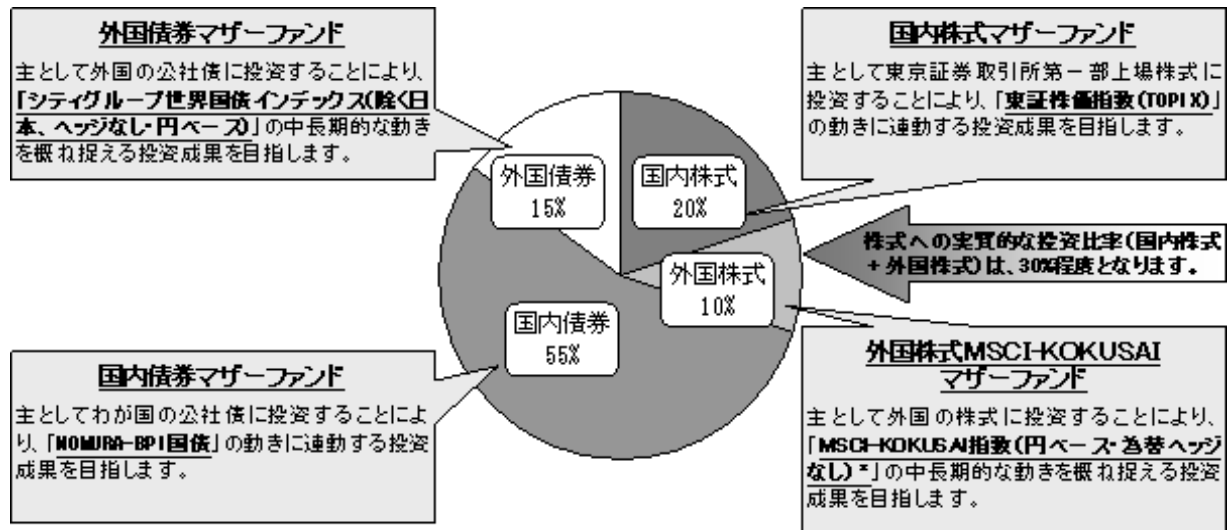 外国債券マザーファンド
主として外国の公社債に投資することにより、
「シティグループ世界国債インデックス(除く日
本、ヘッジなし・円ベース)」の中長期的な動き
を概ね捉える投資成果を目指します。
国内株式マザーファンド
主として東京証券取引所第一部上場株式に
投資することにより、「東証株価指数(TOPIX)」
の動きに連動する投資成果を目指します。
外国債券
15%
国内株式
20%
株式への実質的な投資比率(国内株式
+外国株式)は、30%程度となります。
外国株式
10%
国内債券
55%
国内債券マザーファンド
主としてわが国の公社債に投資することによ
り、「NOMURA-BPI国債」の動きに連動する投資
成果を目指します。
外国株式MSCI-KOKUSAI
マザーファンド
主として外国の株式に投資することにより、
「MSCI-KOKUSAI指数(円ベース・為替ヘッジ
なし)*」の中長期的な動きを概ね捉える投資
成果を目指します。